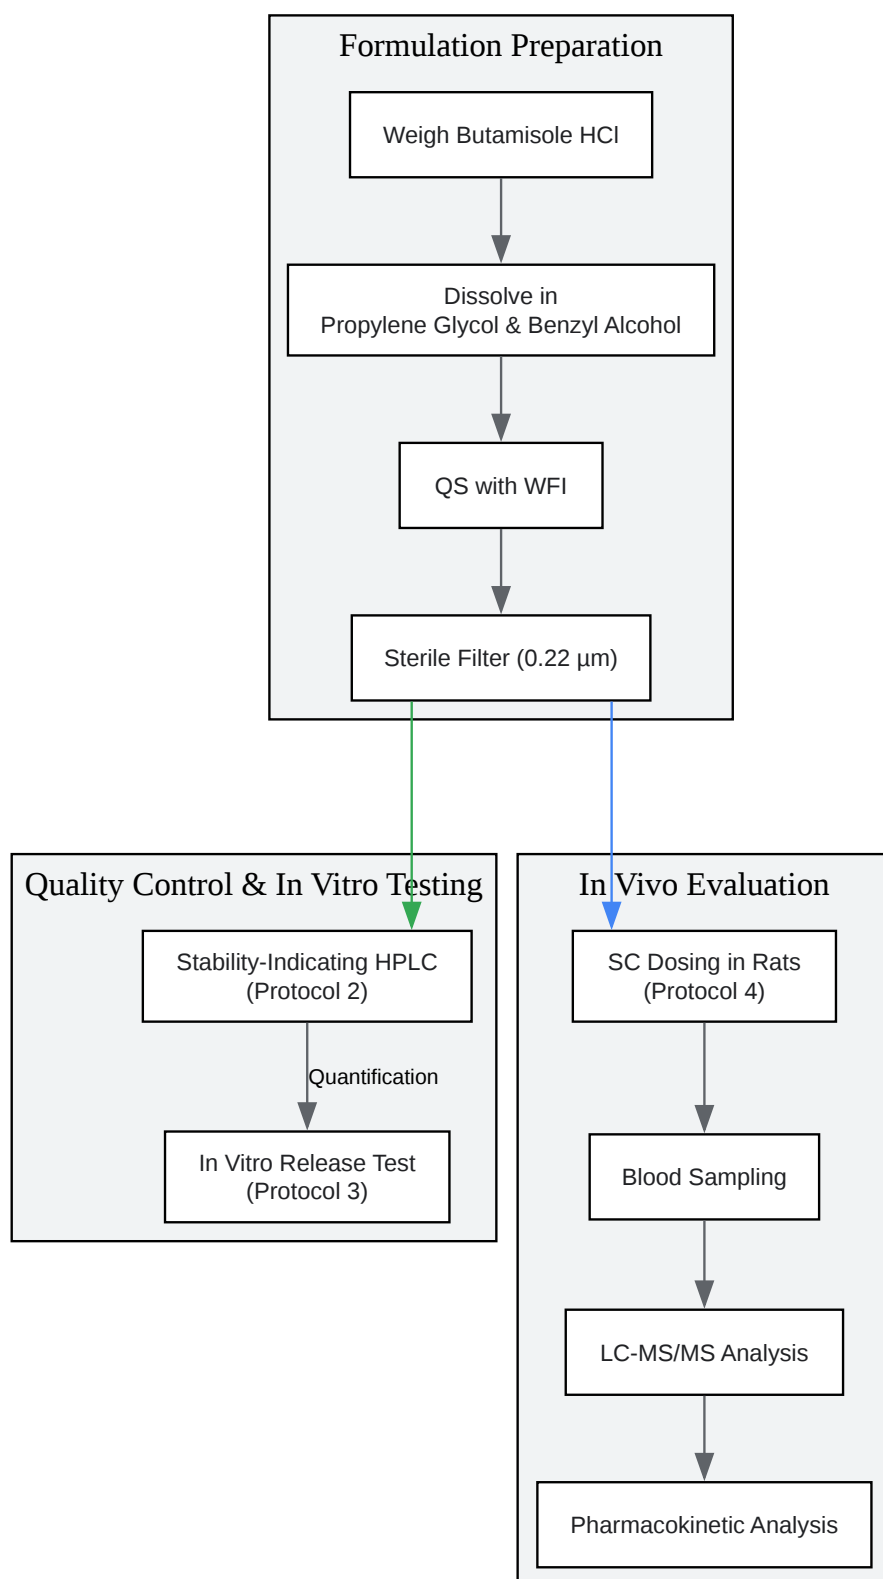 Formulation Preparation
Weigh Butamisole HCl
Dissolve in
Propylene Glycol & Benzyl Alcohol
QS with WFI
Sterile Filter (0.22 µm)
Quality Control & In Vitro Testing
Stability-Indicating HPLC
(Protocol 2)
Quantification
In Vitro Release Test
(Protocol 3)
In Vivo Evaluation
SC Dosing in Rats
(Protocol 4)
Blood Sampling
LC-MS/MS Analysis
Pharmacokinetic Analysis